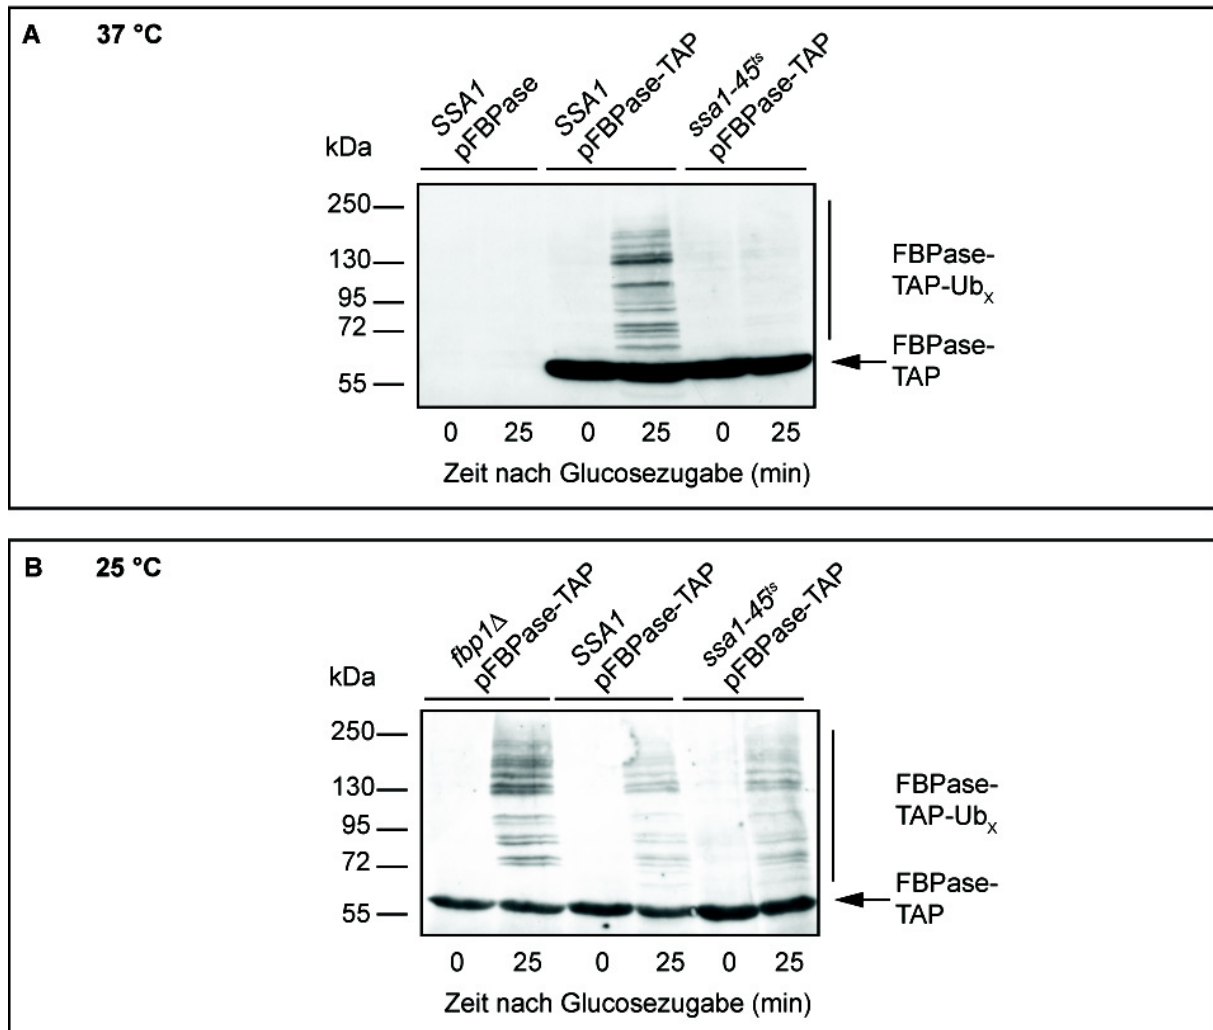 A 37 °C
SSA1
pFBPase
SSA1
pFBPase-TAP
ssa1-45ts
pFBPase-TAP
kDa
250
130
95
72
55
FBPase-
TAP-Ubx
FBPase-
TAP
0 25 0 25 0 25
Zeit nach Glucosezugabe (min)
B 25 °C
fbp1Δ
pFBPase-TAP
SSA1
pFBPase-TAP
ssa1-45ts
pFBPase-TAP
kDa
250
130
95
72
55
FBPase-
TAP-Ubx
FBPase-
TAP
0 25 0 25 0 25
Zeit nach Glucosezugabe (min)